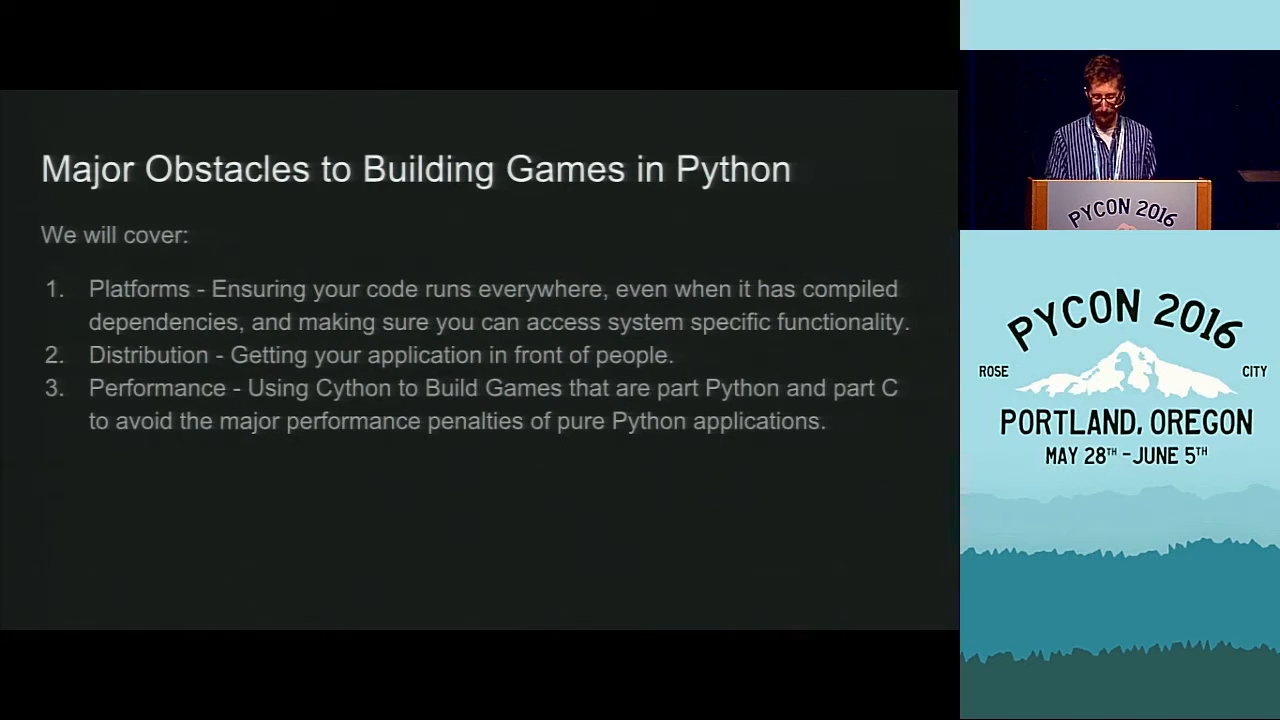 Major Obstacles to Building Games in Python
We will cover:
1. Platforms - Ensuring your code runs everywhere, even when it has compiled
dependencies, and making sure you can access system specific functionality.
2. Distribution - Getting your application in front of people.
3. Performance - Using Cython to Build Games that are part Python and part C
to avoid the major performance penalties of pure Python applications.
PYCON 2016
PYCON 2016
ROSE CITY
PORTLAND, OREGON
MAY 28TH - JUNE 5TH